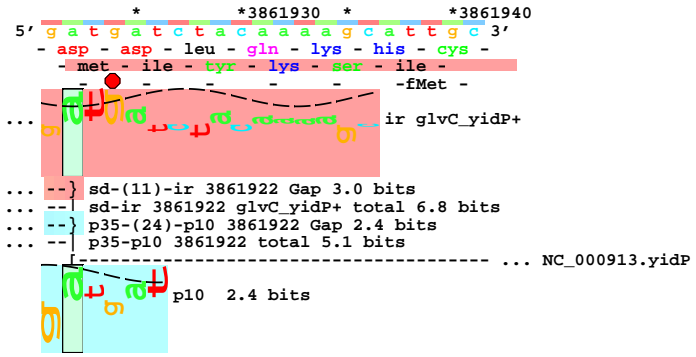 * *3861930 * *3861940
5' g a t g a t c t a c a a a a g c a t t g c 3'
- asp - asp - leu - gln - lys - his - cys -
- met - ile - tyr - lys - ser - ile -
- - - - - -fMet -
... g a t g a t c t a c a a a a g c ir glvC_yidP+
... --} sd-(11)-ir 3861922 Gap 3.0 bits
... --| sd-ir 3861922 glvC_yidP+ total 6.8 bits
... --} p35-(24)-p10 3861922 Gap 2.4 bits
... --| p35-p10 3861922 total 5.1 bits
[--------------------------------------- ... NC_000913.yidP
g a t g a t p10 2.4 bits